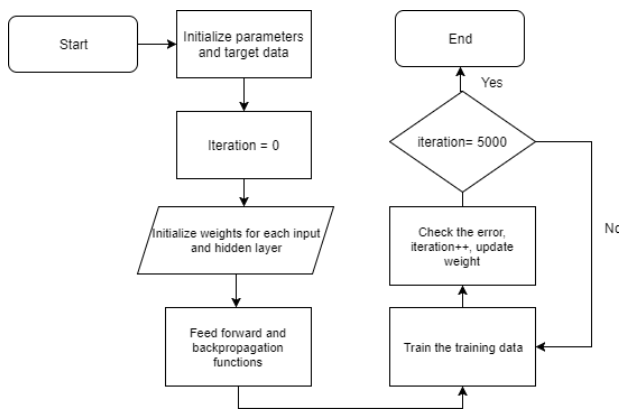 Start
Initialize parameters
and target data
Iteration = 0
Initialize weights for each input
and hidden layer
Feed forward and
backpropagation
functions
Train the training data
Check the error,
iteration++, update
weight
iteration= 5000
No
Yes
End